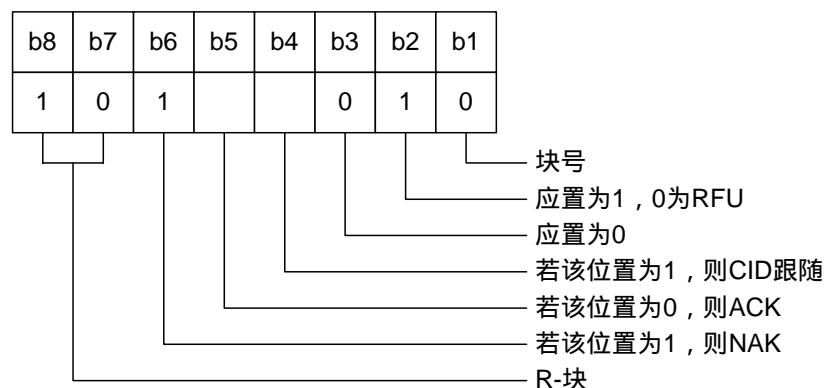 b8 b7 b6 b5 b4 b3 b2 b1
1 0 1 0 1 0
块号
应置为1，0为RFU
应置为0
若该位置为1，则CID跟随
若该位置为0，则ACK
若该位置为1，则NAK
R-块